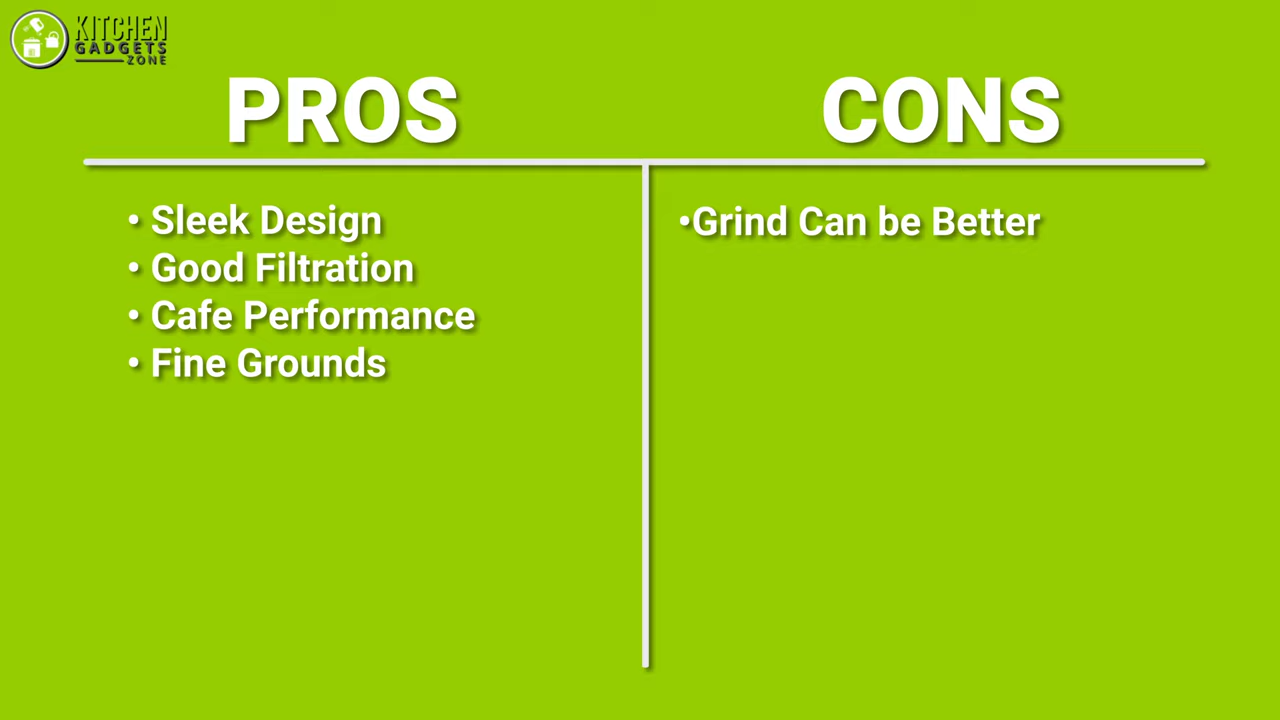 KITCHEN
GADGETS
ZONE
PROS
CONS
• Sleek Design
• Good Filtration
• Cafe Performance
• Fine Grounds
•Grind Can be Better